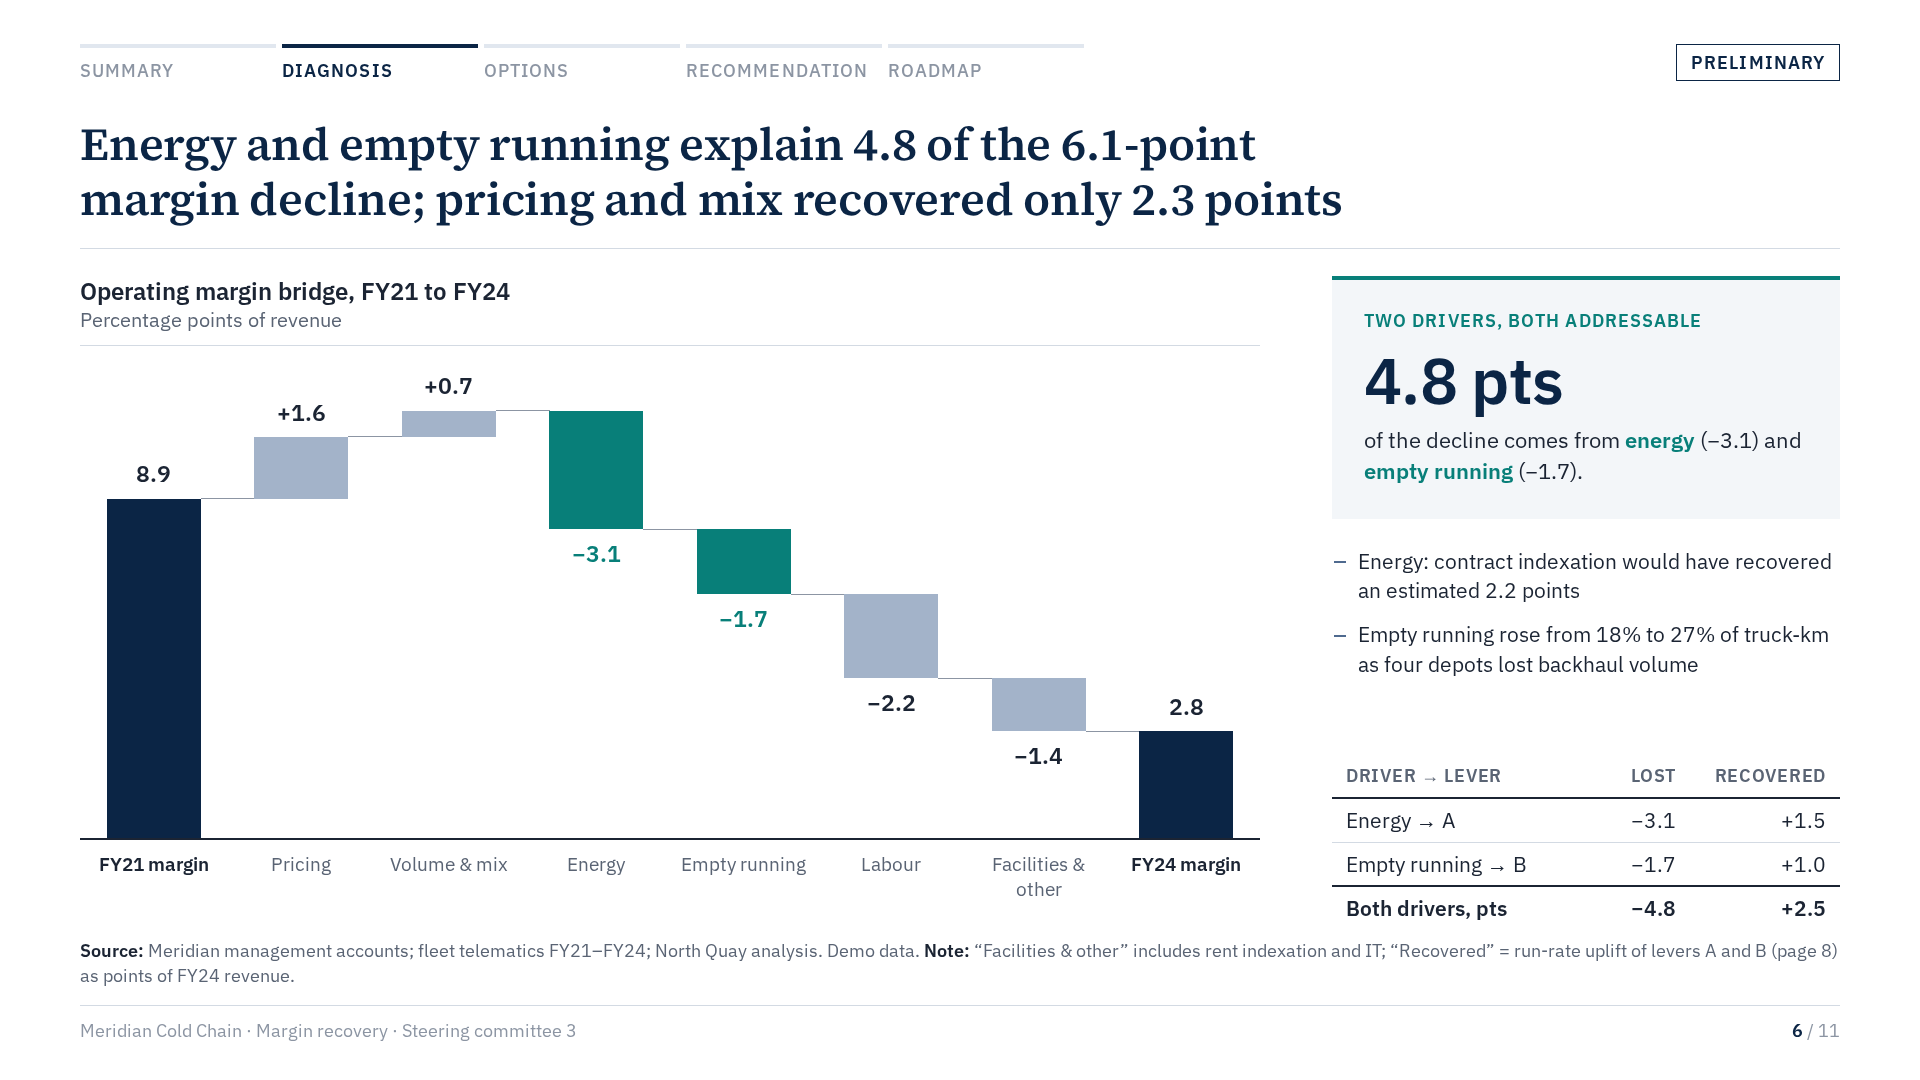 SUMMARY
DIAGNOSIS
OPTIONS
RECOMMENDATION
ROADMAP
PRELIMINARY
Energy and empty running explain 4.8 of the 6.1-point
margin decline; pricing and mix recovered only 2.3 points
Operating margin bridge, FY21 to FY24
Percentage points of revenue
8.9
+1.6
+0.7
−3.1
−1.7
−2.2
−1.4
2.8
FY21 margin
Pricing
Volume & mix
Energy
Empty running
Labour
Facilities &
other
FY24 margin
TWO DRIVERS, BOTH ADDRESSABLE
4.8 pts
of the decline comes from energy (−3.1) and
empty running (−1.7).
– Energy: contract indexation would have recovered
an estimated 2.2 points
– Empty running rose from 18% to 27% of truck-km
as four depots lost backhaul volume
DRIVER → LEVER LOST RECOVERED
Energy → A −3.1 +1.5
Empty running → B −1.7 +1.0
Both drivers, pts −4.8 +2.5
Source: Meridian management accounts; fleet telematics FY21–FY24; North Quay analysis. Demo data. Note: “Facilities & other” includes rent indexation and IT; “Recovered” = run-rate uplift of levers A and B (page 8)
as points of FY24 revenue.
Meridian Cold Chain · Margin recovery · Steering committee 3
6 / 11